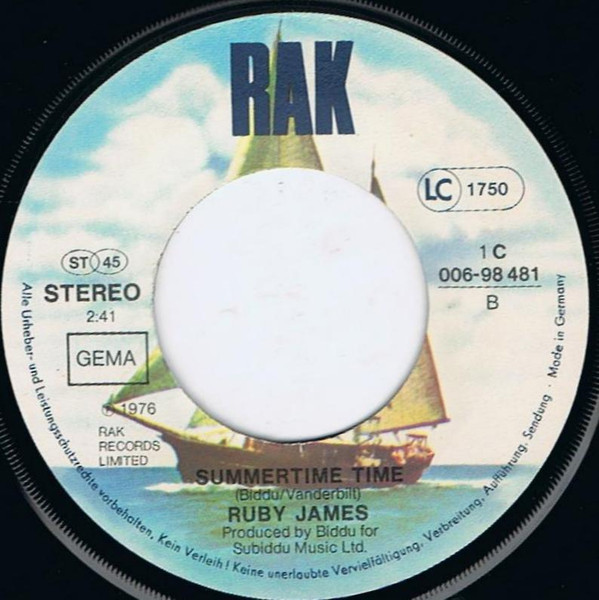 RAK
LC 1750
1 C
006-98 481
B
ST 45
STEREO
2:41
GEMA
℗ 1976
RAK
RECORDS
LIMITED
SUMMERTIME TIME
(Biddu/Vanderbilt)
RUBY JAMES
Produced by Biddu for
Subiddu Music Ltd.
Alle Urheber- und Leistungsschutzrechte vorbehalten. Kein Verleih! Keine unerlaubte Vervielfältigung, Verbreitung, Aufführung, Sendung · Made in Germany